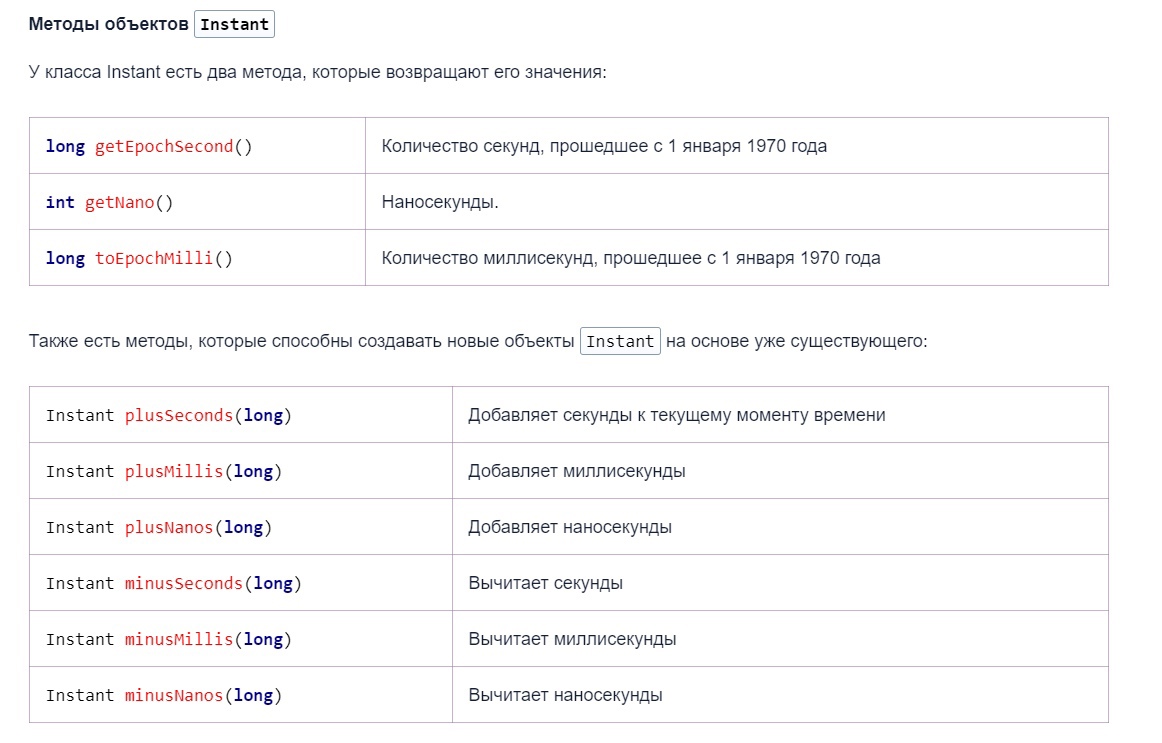 Методы объектов Instant
У класса Instant есть два метода, которые возвращают его значения:
long getEpochSecond() Количество секунд, прошедшее с 1 января 1970 года
int getNano() Наносекунды.
long toEpochMilli() Количество миллисекунд, прошедшее с 1 января 1970 года
Также есть методы, которые способны создавать новые объекты Instant на основе уже существующего:
Instant plusSeconds(long) Добавляет секунды к текущему моменту времени
Instant plusMillis(long) Добавляет миллисекунды
Instant plusNanos(long) Добавляет наносекунды
Instant minusSeconds(long) Вычитает секунды
Instant minusMillis(long) Вычитает миллисекунды
Instant minusNanos(long) Вычитает наносекунды